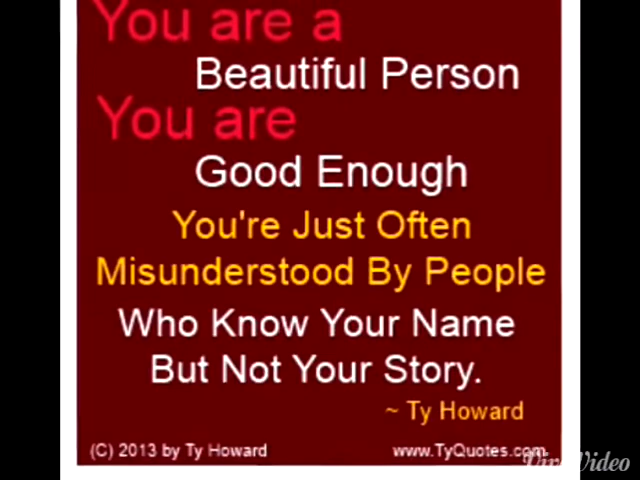 You are a
Beautiful Person
You are
Good Enough
You're Just Often
Misunderstood By People
Who Know Your Name
But Not Your Story.
~ Ty Howard
(C) 2013 by Ty Howard
www.TyQuotes.com
VivaVideo